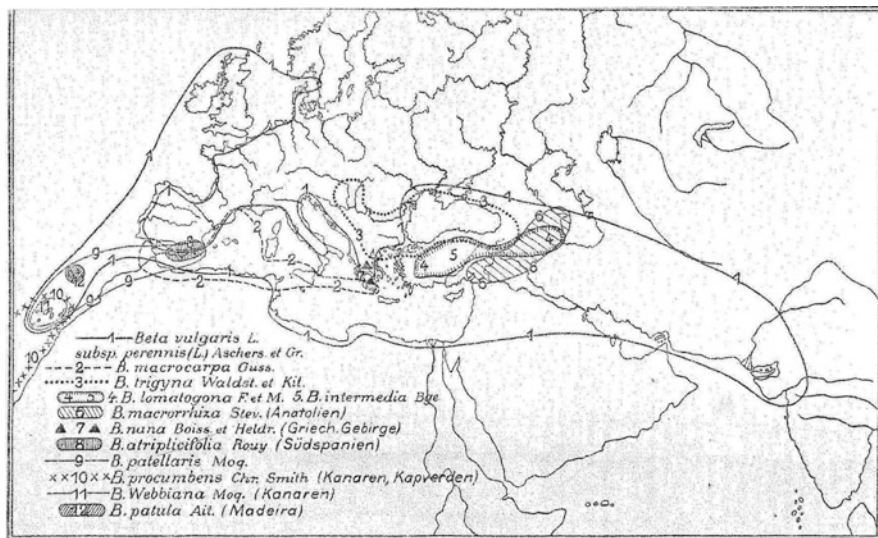 —1—Beta vulgaris L.
subsp. perennis (L.) Aschers. et Gr.
---2--- B. macrocarpa Guss.
·····3····· B. trigyna Waldst. et Kit.
4 5 4. B. lomatogona F. et M. 5. B. intermedia Bge
6 B. macrorrhiza Stev. (Anatolien)
▲ 7 ▲ B. nana Boiss. et Heldr. (Griech. Gebirge)
8 B. atriplicifolia Rouy (Südspanien)
—9— B. patellaris Moq.
××10×× B. procumbens Chr. Smith (Kanaren, Kapverden)
—11— B. Webbiana Moq. (Kanaren)
12 B. patula Ait. (Madeira)